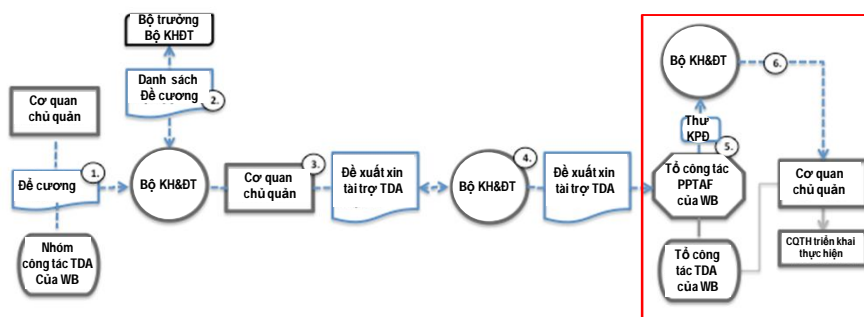 Bộ trưởng
Bộ KHĐT
Cơ quan
chủ quản
Danh sách
Đề cương
2.
Đề cương
1.
Bộ KH&ĐT
Nhóm
công tác TDA
Của WB
Cơ quan
chủ quản
3.
Đề xuất xin
tài trợ TDA
Bộ KH&ĐT
4.
Đề xuất xin
tài trợ TDA
Bộ KH&ĐT
6.
Thư
KPĐ
5.
Tổ công tác
PPTAF
của WB
Tổ công
tác TDA
của WB
Cơ quan
chủ quản
CQTH triển khai
thực hiện